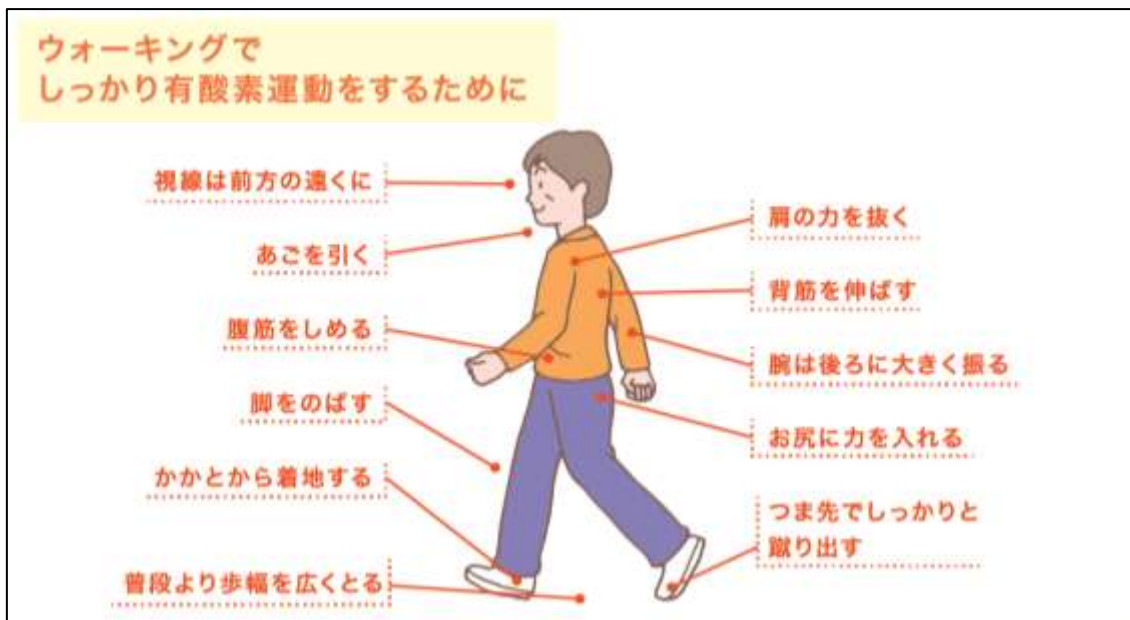 ウォーキングで
しっかり有酸素運動をするために
視線は前方の遠くに
あごを引く
腹筋をしめる
脚をのばす
かかとから着地する
普段より歩幅を広くとる
肩の力を抜く
背筋を伸ばす
腕は後ろに大きく振る
お尻に力を入れる
つま先でしっかりと
蹴り出す